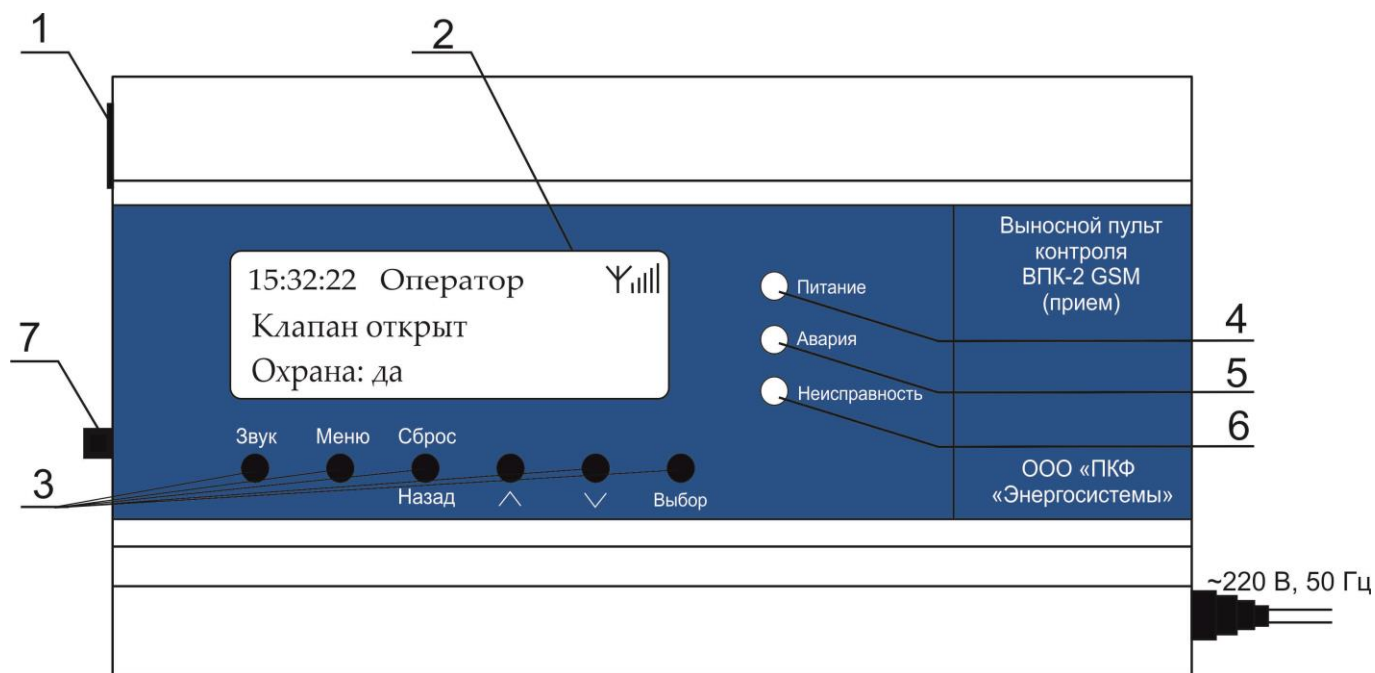 1
2
15:32:22 Оператор
Клапан открыт
Охрана: да
Питание
Авария
Неисправность
Выносной пульт
контроля
ВПК-2 GSM
(прием)
4
5
6
7
3
Звук Меню Сброс
Назад
Выбор
ООО «ПКФ
«Энергосистемы»
~220 В, 50 Гц